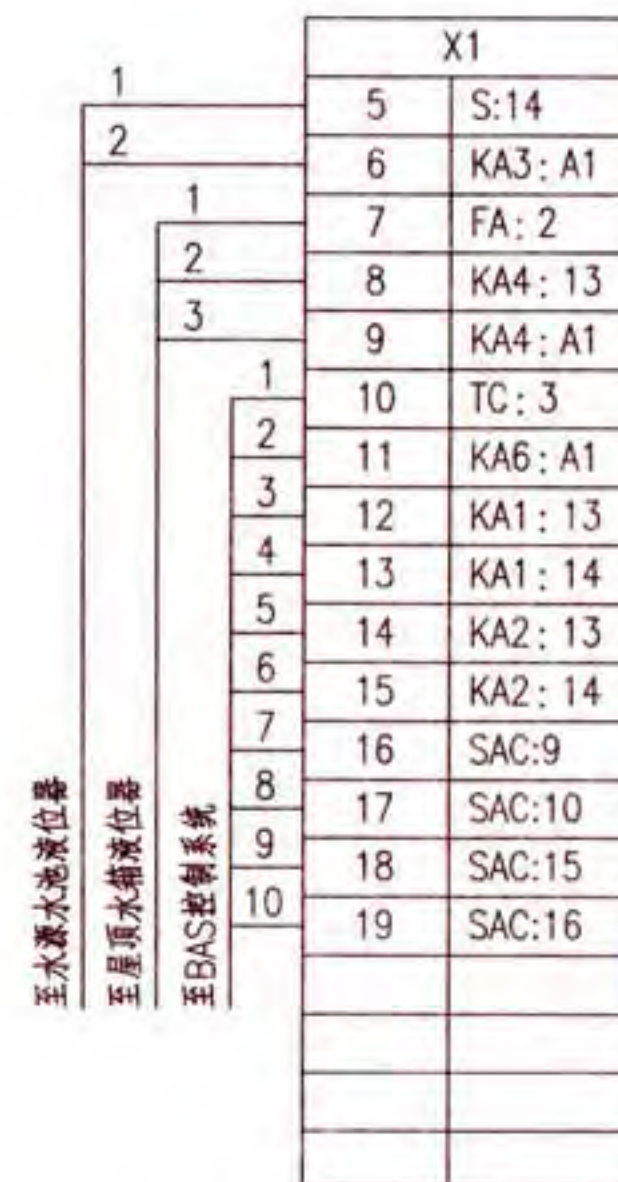 X1
1 5 S:14
2 6 KA3: A1
1 7 FA: 2
2 8 KA4: 13
3 9 KA4: A1
1 10 TC: 3
2 11 KA6: A1
3 12 KA1: 13
4 13 KA1: 14
5 14 KA2: 13
6 15 KA2: 14
7 16 SAC:9
8 17 SAC:10
9 18 SAC:15
10 19 SAC:16
至水源水池液位器
至屋顶水箱液位器
至BAS控制系统